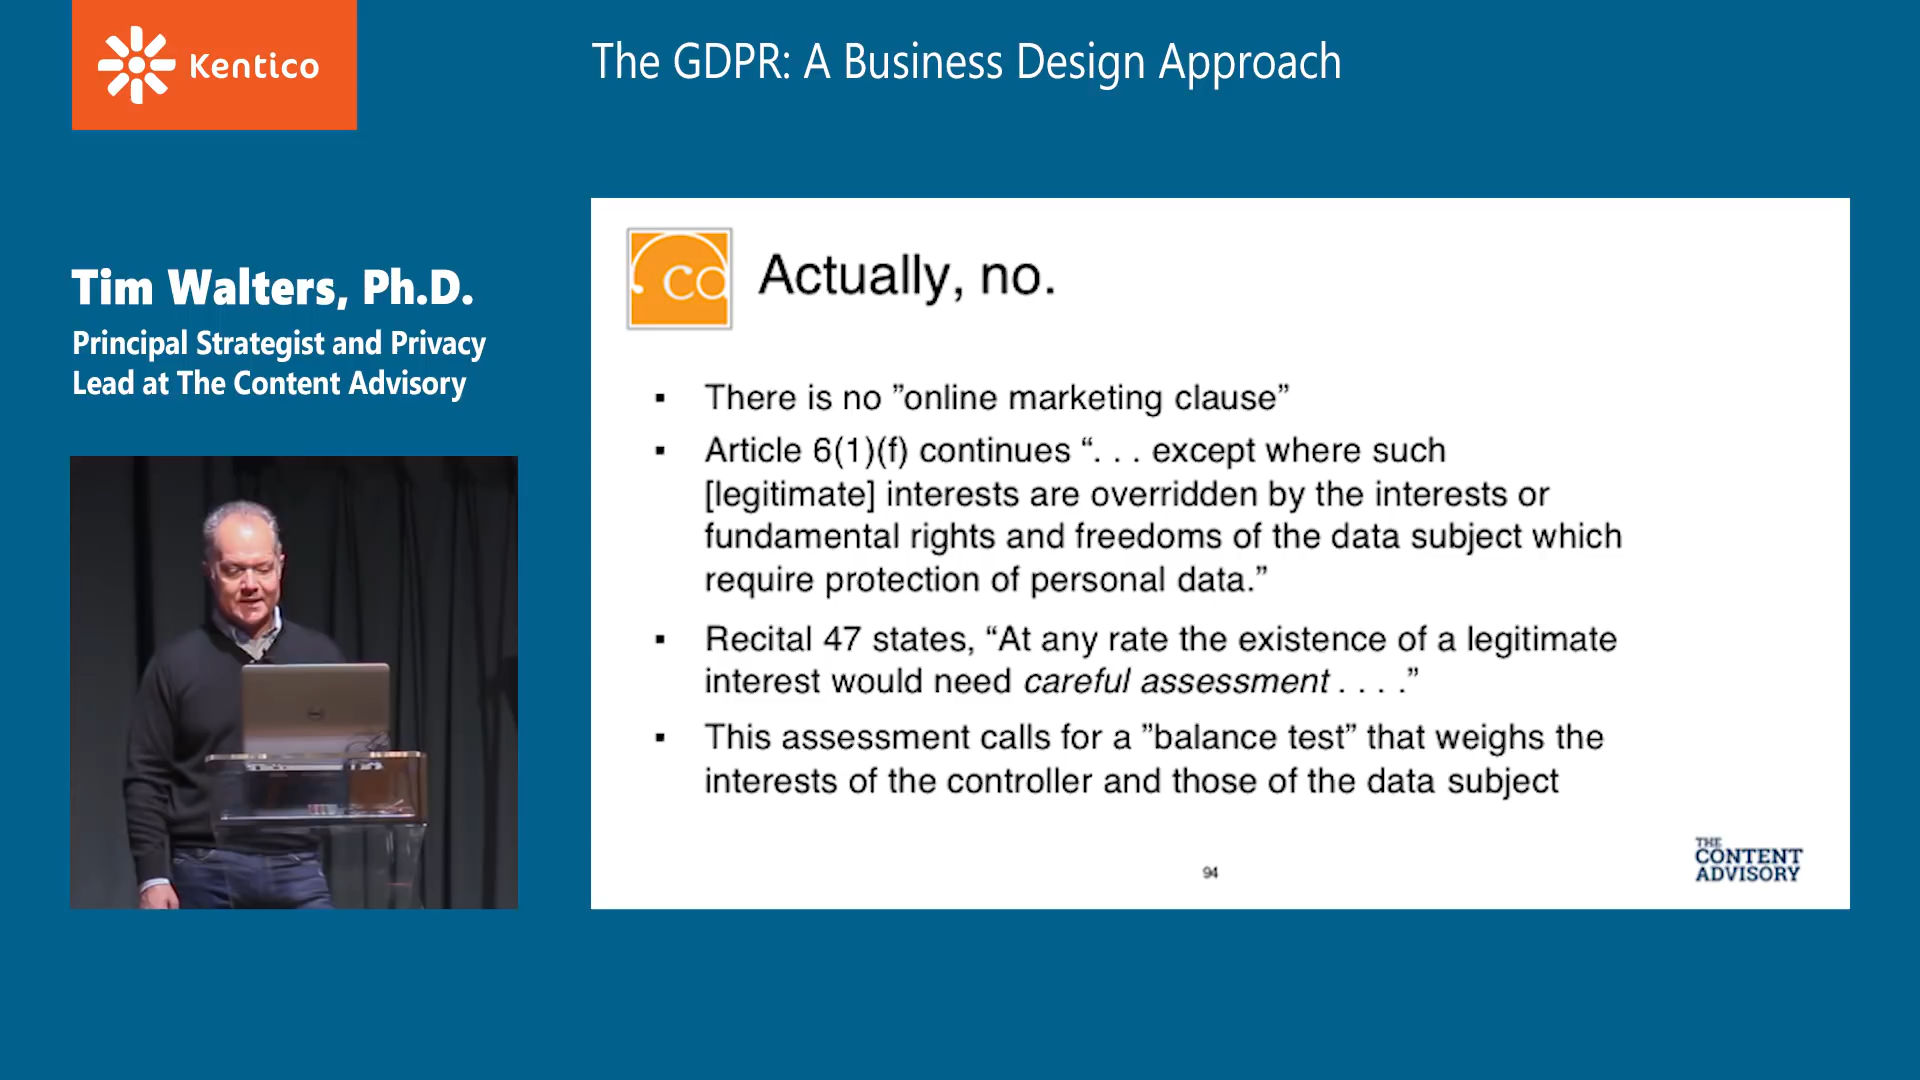 Kentico
The GDPR: A Business Design Approach
Tim Walters, Ph.D.
Principal Strategist and Privacy
Lead at The Content Advisory
.ca
Actually, no.
▪ There is no ”online marketing clause”
▪ Article 6(1)(f) continues “. . . except where such
[legitimate] interests are overridden by the interests or
fundamental rights and freedoms of the data subject which
require protection of personal data.”
▪ Recital 47 states, “At any rate the existence of a legitimate
interest would need careful assessment . . . .”
▪ This assessment calls for a ”balance test” that weighs the
interests of the controller and those of the data subject
94
THE
CONTENT
ADVISORY